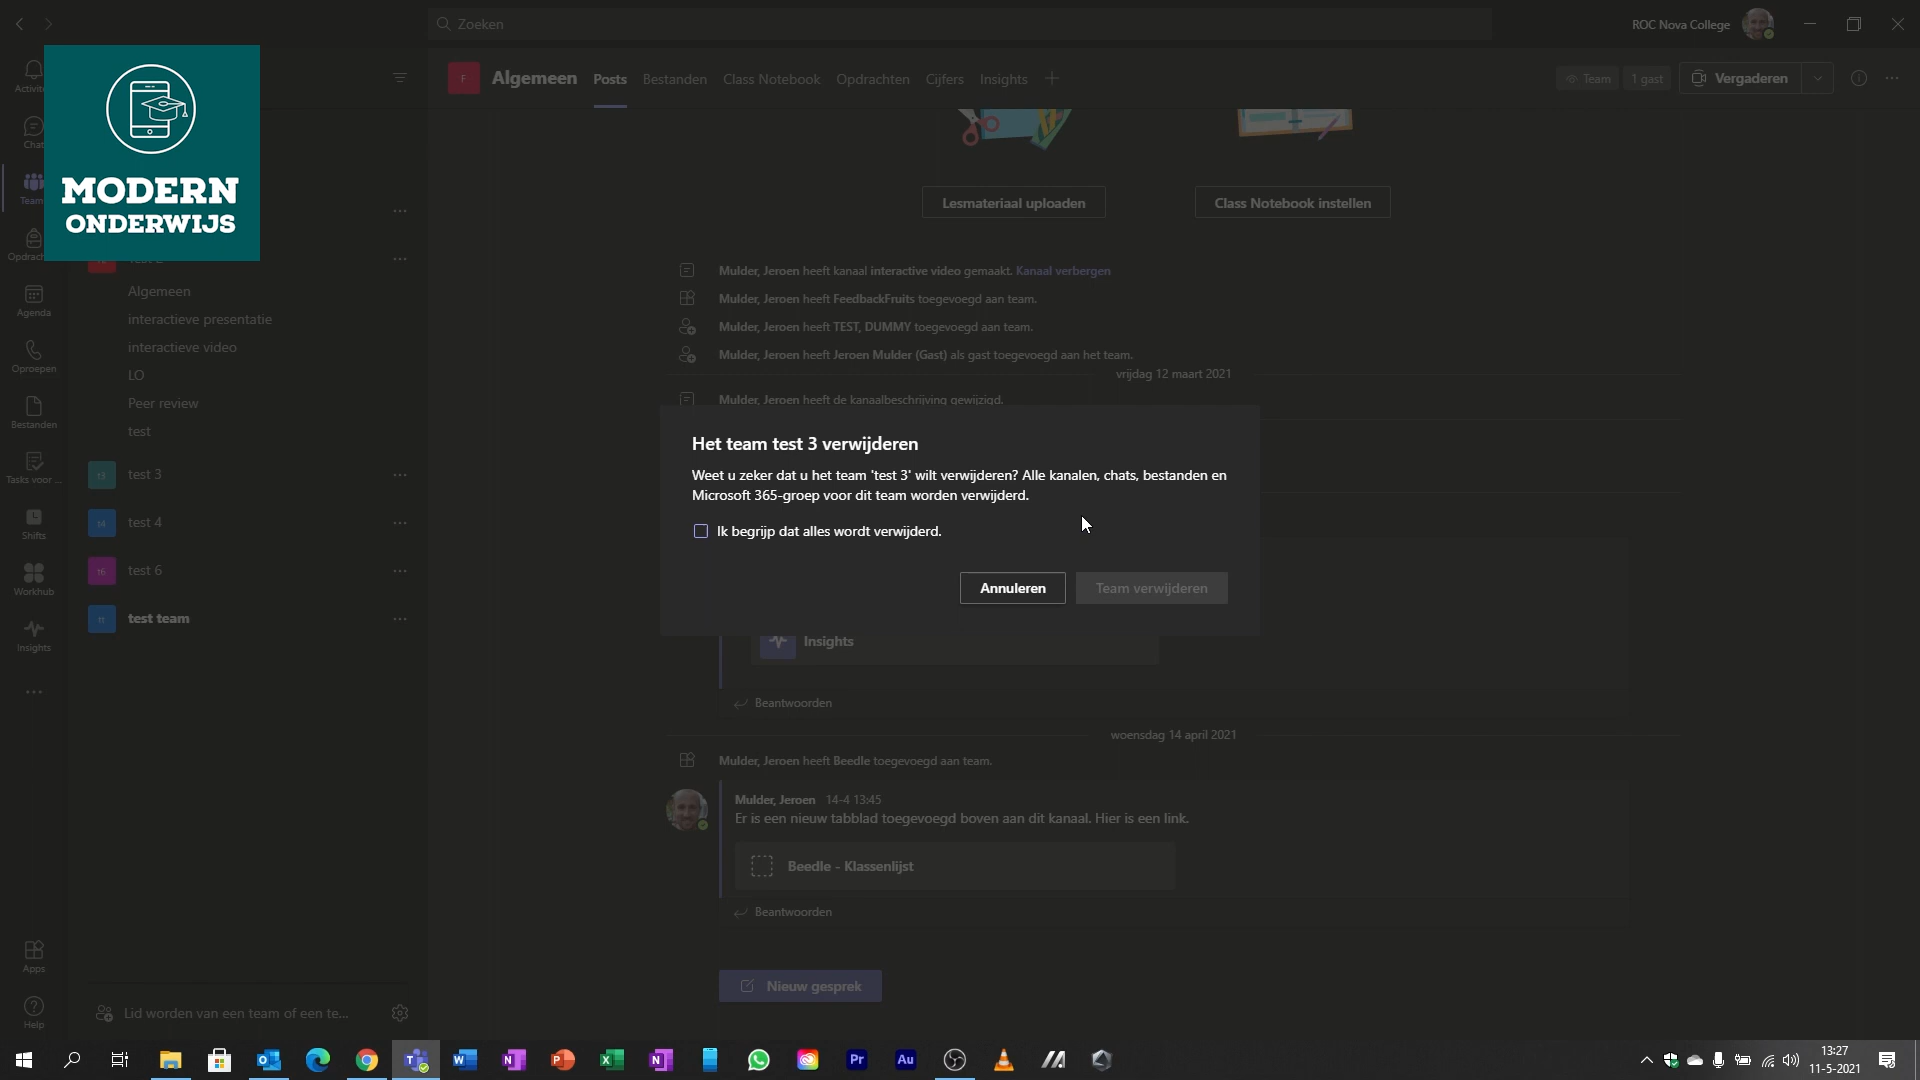 Zoeken
ROC Nova College
MODERN
ONDERWIJS
Activite
Chat
Team
Opdrach
Agenda
Oproepen
Bestanden
Tasks voor ...
Shifts
Workhub
Insights
Apps
Help
Algemeen
interactieve presentatie
interactieve video
LO
Peer review
test
t3 test 3
t4 test 4
t6 test 6
tt test team
Lid worden van een team of een te...
F Algemeen Posts Bestanden Class Notebook Opdrachten Cijfers Insights
Team 1 gast Vergaderen
Lesmateriaal uploaden Class Notebook instellen
Mulder, Jeroen heeft kanaal interactive video gemaakt. Kanaal verbergen
Mulder, Jeroen heeft FeedbackFruits toegevoegd aan team.
Mulder, Jeroen heeft TEST, DUMMY toegevoegd aan team.
Mulder, Jeroen heeft Jeroen Mulder (Gast) als gast toegevoegd aan het team.
vrijdag 12 maart 2021
Mulder, Jeroen heeft de kanaalbeschrijving gewijzigd.
Het team test 3 verwijderen
Weet u zeker dat u het team 'test 3' wilt verwijderen? Alle kanalen, chats, bestanden en
Microsoft 365-groep voor dit team worden verwijderd.
Ik begrijp dat alles wordt verwijderd.
Annuleren Team verwijderen
Insights
Beantwoorden
woensdag 14 april 2021
Mulder, Jeroen heeft Beedle toegevoegd aan team.
Mulder, Jeroen 14-4 13:45
Er is een nieuw tabblad toegevoegd boven aan dit kanaal. Hier is een link.
Beedle - Klassenlijst
Beantwoorden
Nieuw gesprek
13:27
11-5-2021